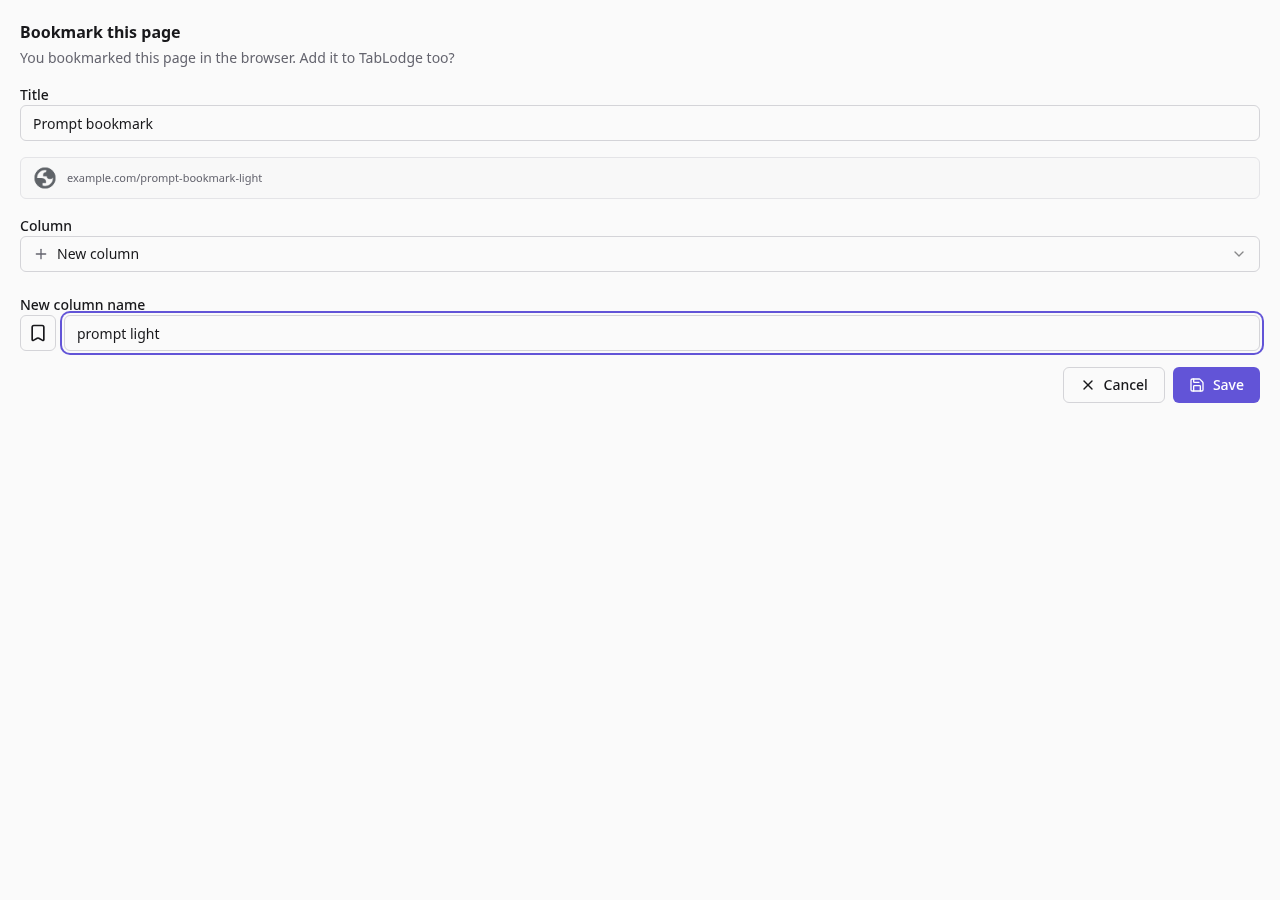 Bookmark this page
You bookmarked this page in the browser. Add it to TabLodge too?
Title
Prompt bookmark
example.com/prompt-bookmark-light
Column
New column
New column name
prompt light
Cancel
Save